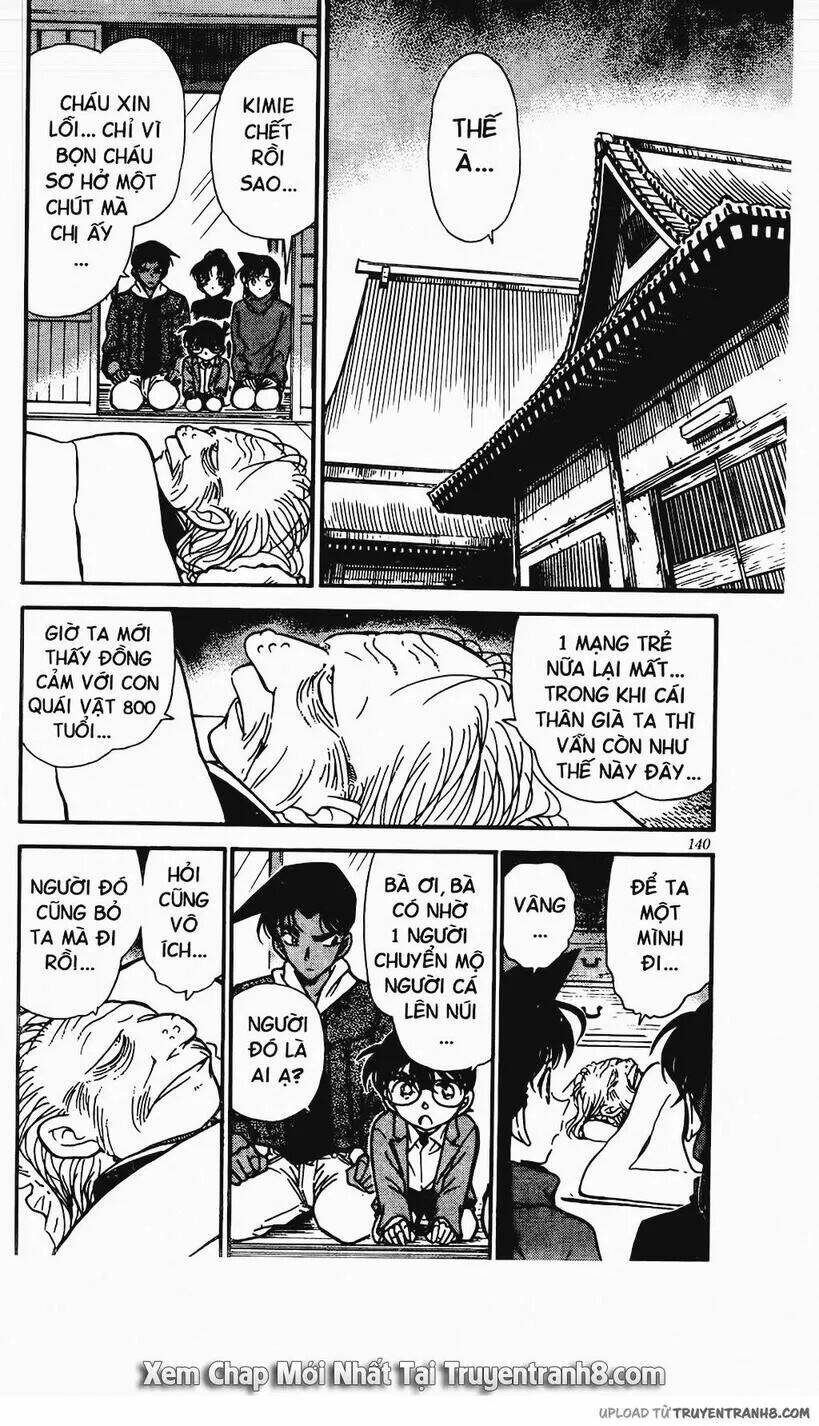 THẾ
À...
KIMIE
CHẾT
RỒI
SAO...
CHÁU XIN
LỖI... CHỈ VÌ
BỌN CHÁU
SƠ HỞ MỘT
CHÚT MÀ
CHỊ ẤY
...
1 MẠNG TRẺ
NỮA LẠI MẤT...
TRONG KHI CÁI
THÂN GIÀ TA THÌ
VẪN CÒN NHƯ
THẾ NÀY ĐÂY...
GIỜ TA MỚI
THẤY ĐỒNG
CẢM VỚI CON
QUÁI VẬT 800
TUỔI...
140
ĐỂ TA
MỘT
MÌNH
ĐI...
VÂNG
...
BÀ ƠI, BÀ
CÓ NHỜ
1 NGƯỜI
CHUYỂN MỘ
NGƯỜI CÁ
LÊN NÚI
...
NGƯỜI
ĐÓ LÀ
AI Ạ?
HỎI
CŨNG
VÔ
ÍCH...
NGƯỜI ĐÓ
CŨNG BỎ
TA MÀ ĐI
RỒI...
Xem Chap Mới Nhất Tại Truyentranh8.com
UPLOAD TỪ TRUYENTRANH8.COM